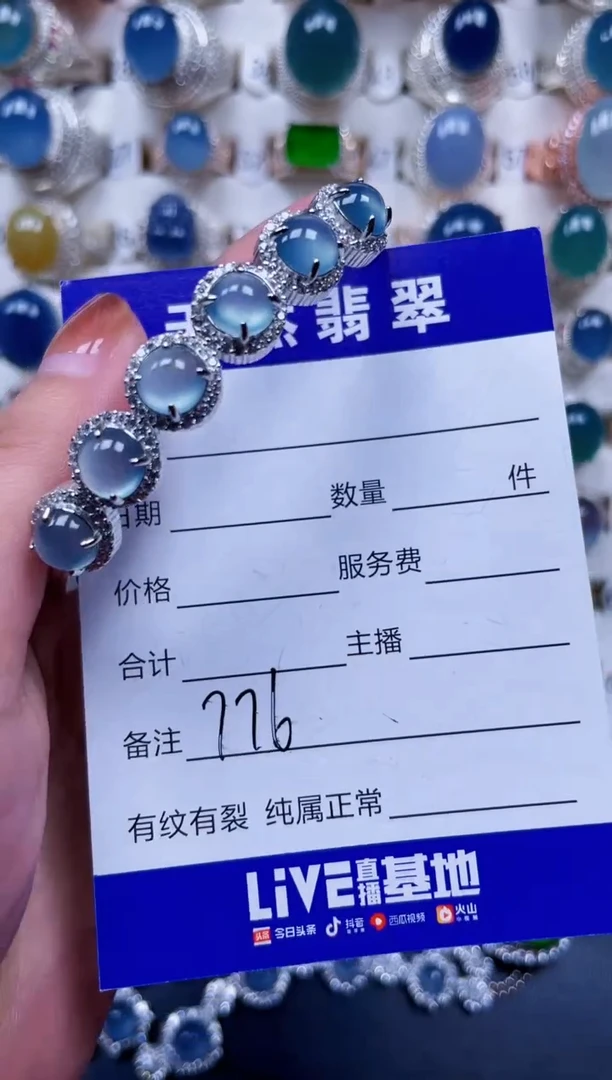 翡翠
日期 数量 件
价格 服务费
合计 主播
备注 776
有纹有裂 纯属正常
LiVE直播基地
头条 今日头条 抖音 西瓜视频 火山